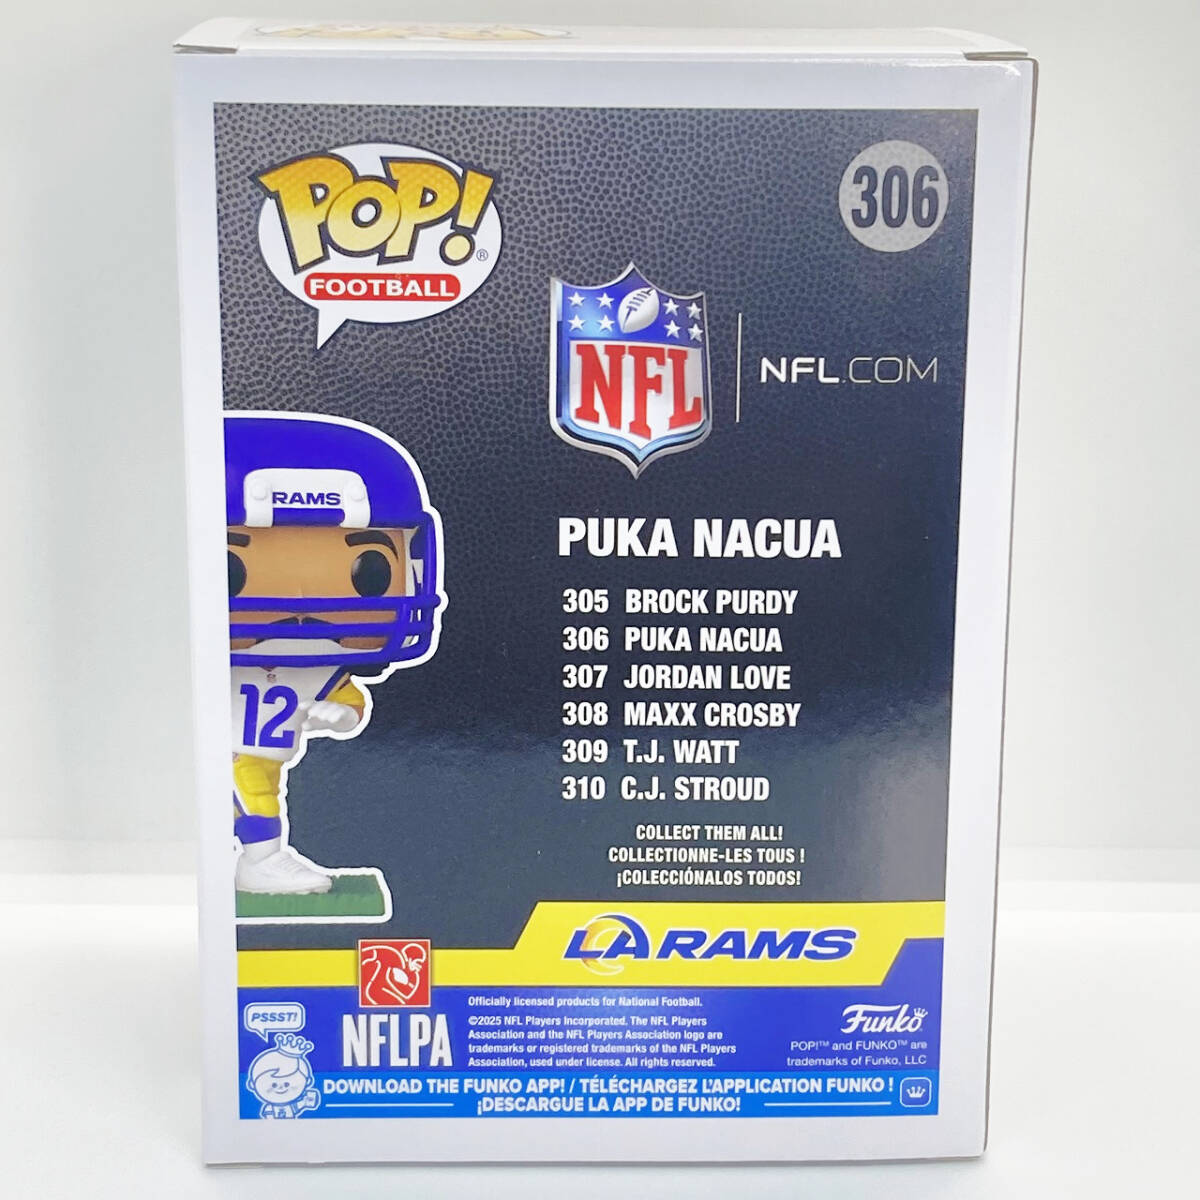 POP!®
FOOTBALL
306
NFL
NFL.COM
RAMS
12
PUKA NACUA
305 BROCK PURDY
306 PUKA NACUA
307 JORDAN LOVE
308 MAXX CROSBY
309 T.J. WATT
310 C.J. STROUD
COLLECT THEM ALL!
COLLECTIONNE-LES TOUS !
¡COLECCIÓNALOS TODOS!
LA RAMS
NFLPA
Officially licensed products for National Football.
©2025 NFL Players Incorporated. The NFL Players
Association and the NFL Players Association logo are
trademarks or registered trademarks of the NFL Players
Association, used under license. All rights reserved.
Funko
POP!™ and FUNKO™ are
trademarks of Funko, LLC
PSSST!
DOWNLOAD THE FUNKO APP! / TÉLÉCHARGEZ L'APPLICATION FUNKO !
¡DESCARGUE LA APP DE FUNKO!